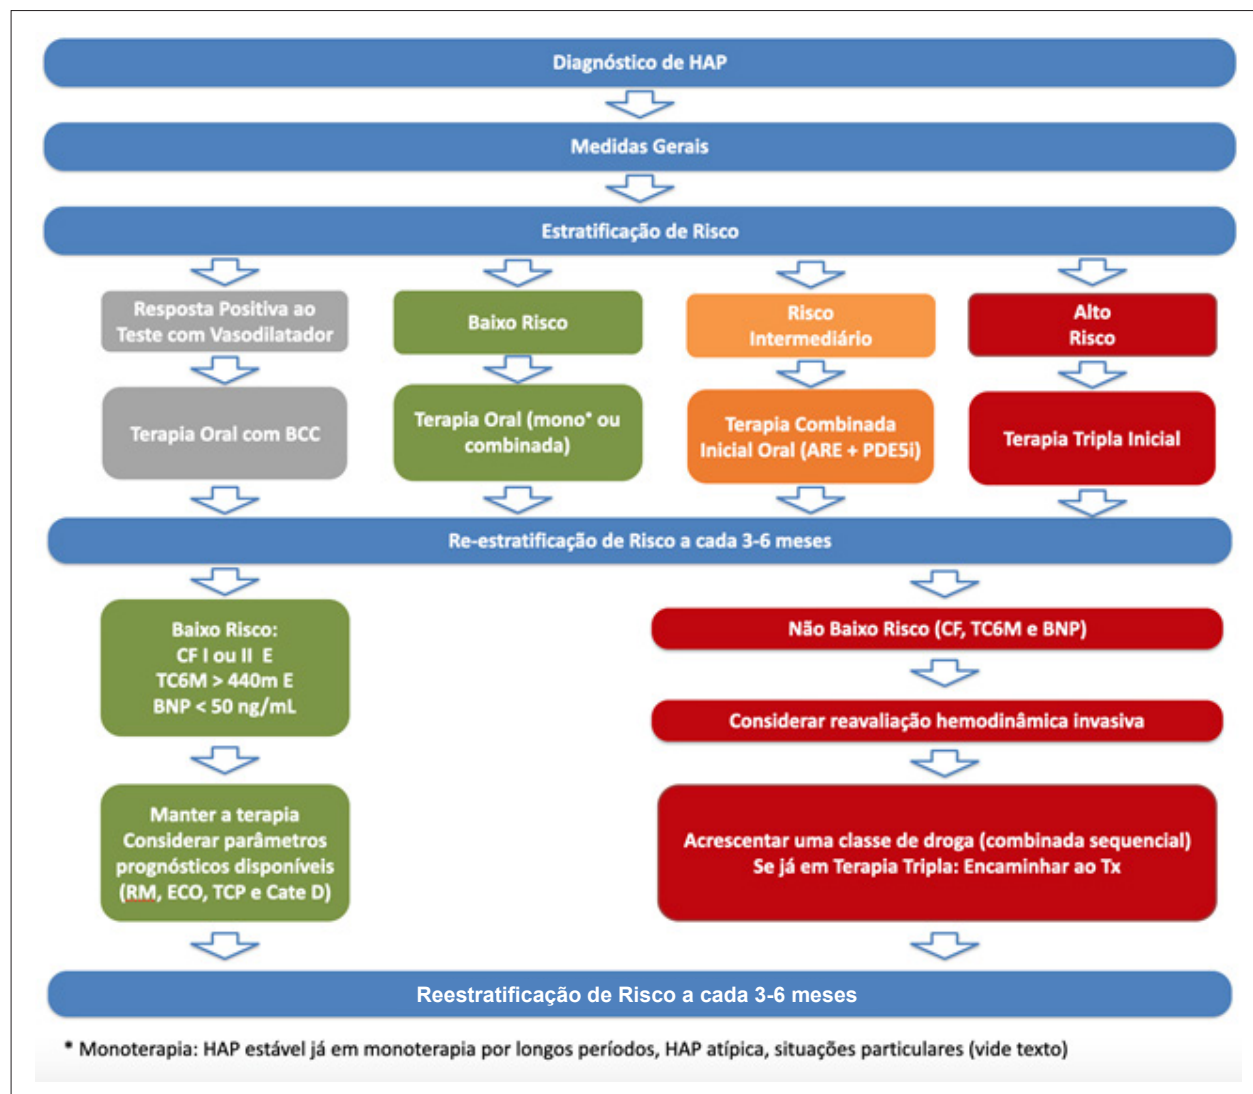 Diagnóstico de HAP
Medidas Gerais
Estratificação de Risco
Resposta Positiva ao
Teste com Vasodilatador
Baixo Risco
Risco
Intermediário
Alto
Risco
Terapia Oral com BCC
Terapia Oral (mono* ou
combinada)
Terapia Combinada
Inicial Oral (ARE + PDE5i)
Terapia Tripla Inicial
Re-estratificação de Risco a cada 3-6 meses
Baixo Risco:
CF I ou II E
TC6M > 440m E
BNP < 50 ng/mL
Não Baixo Risco (CF, TC6M e BNP)
Considerar reavaliação hemodinâmica invasiva
Manter a terapia
Considerar parâmetros
prognósticos disponíveis
(RM, ECO, TCP e Cate D)
Acrescentar uma classe de droga (combinada sequencial)
Se já em Terapia Tripla: Encaminhar ao Tx
Reestratificação de Risco a cada 3-6 meses
* Monoterapia: HAP estável já em monoterapia por longos períodos, HAP atípica, situações particulares (vide texto)